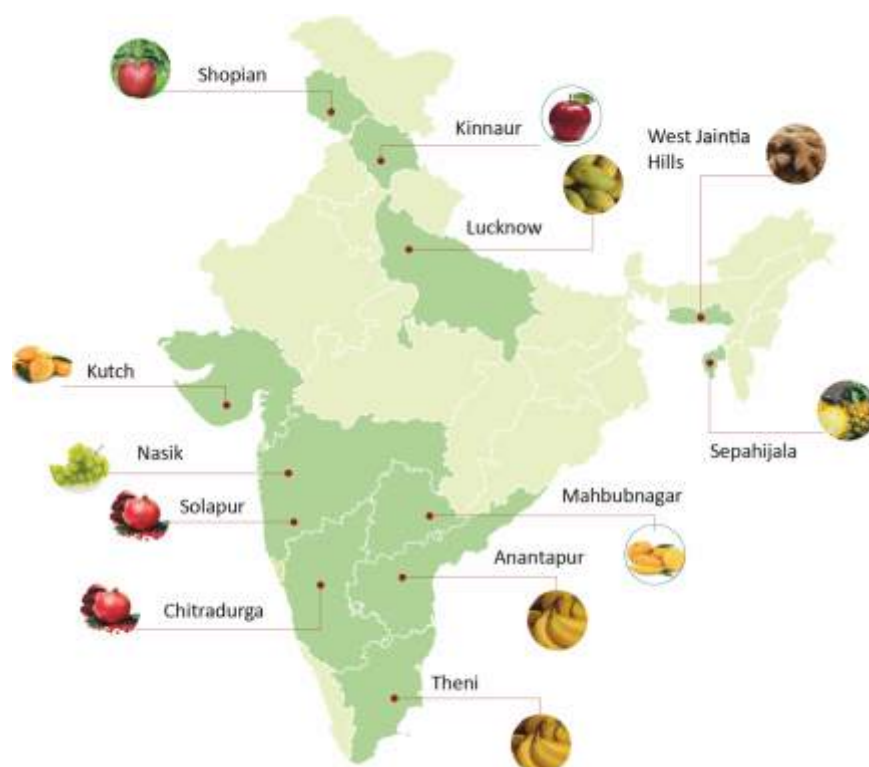 Shopian
Kinnaur
West Jaintia
Hills
Lucknow
Kutch
Nasik
Sepahijala
Solapur
Mahbubnagar
Anantapur
Chitradurga
Theni